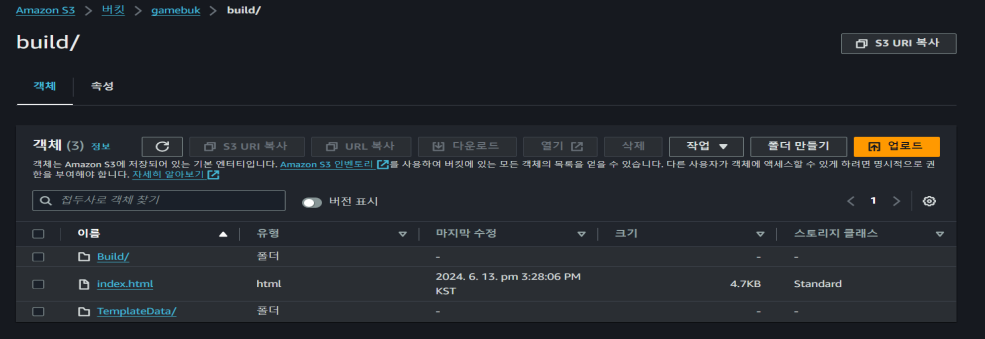 Amazon S3 > 버킷 > gamebuk > build/
build/
S3 URI 복사
객체 속성
객체 (3) 정보
S3 URI 복사 URL 복사 다운로드 열기 삭제 작업 폴더 만들기 업로드
객체는 Amazon S3에 저장되어 있는 기본 엔터티입니다. Amazon S3 인벤토리를 사용하여 버킷에 있는 모든 객체의 목록을 얻을 수 있습니다. 다른 사용자가 객체에 액세스할 수 있게 하려면 명시적으로 권
한을 부여해야 합니다. 자세히 알아보기
접두사로 객체 찾기 버전 표시 < 1 >
이름 유형 마지막 수정 크기 스토리지 클래스
Build/ 폴더 - - -
index.html html 2024. 6. 13. pm 3:28:06 PM KST 4.7KB Standard
TemplateData/ 폴더 - - -